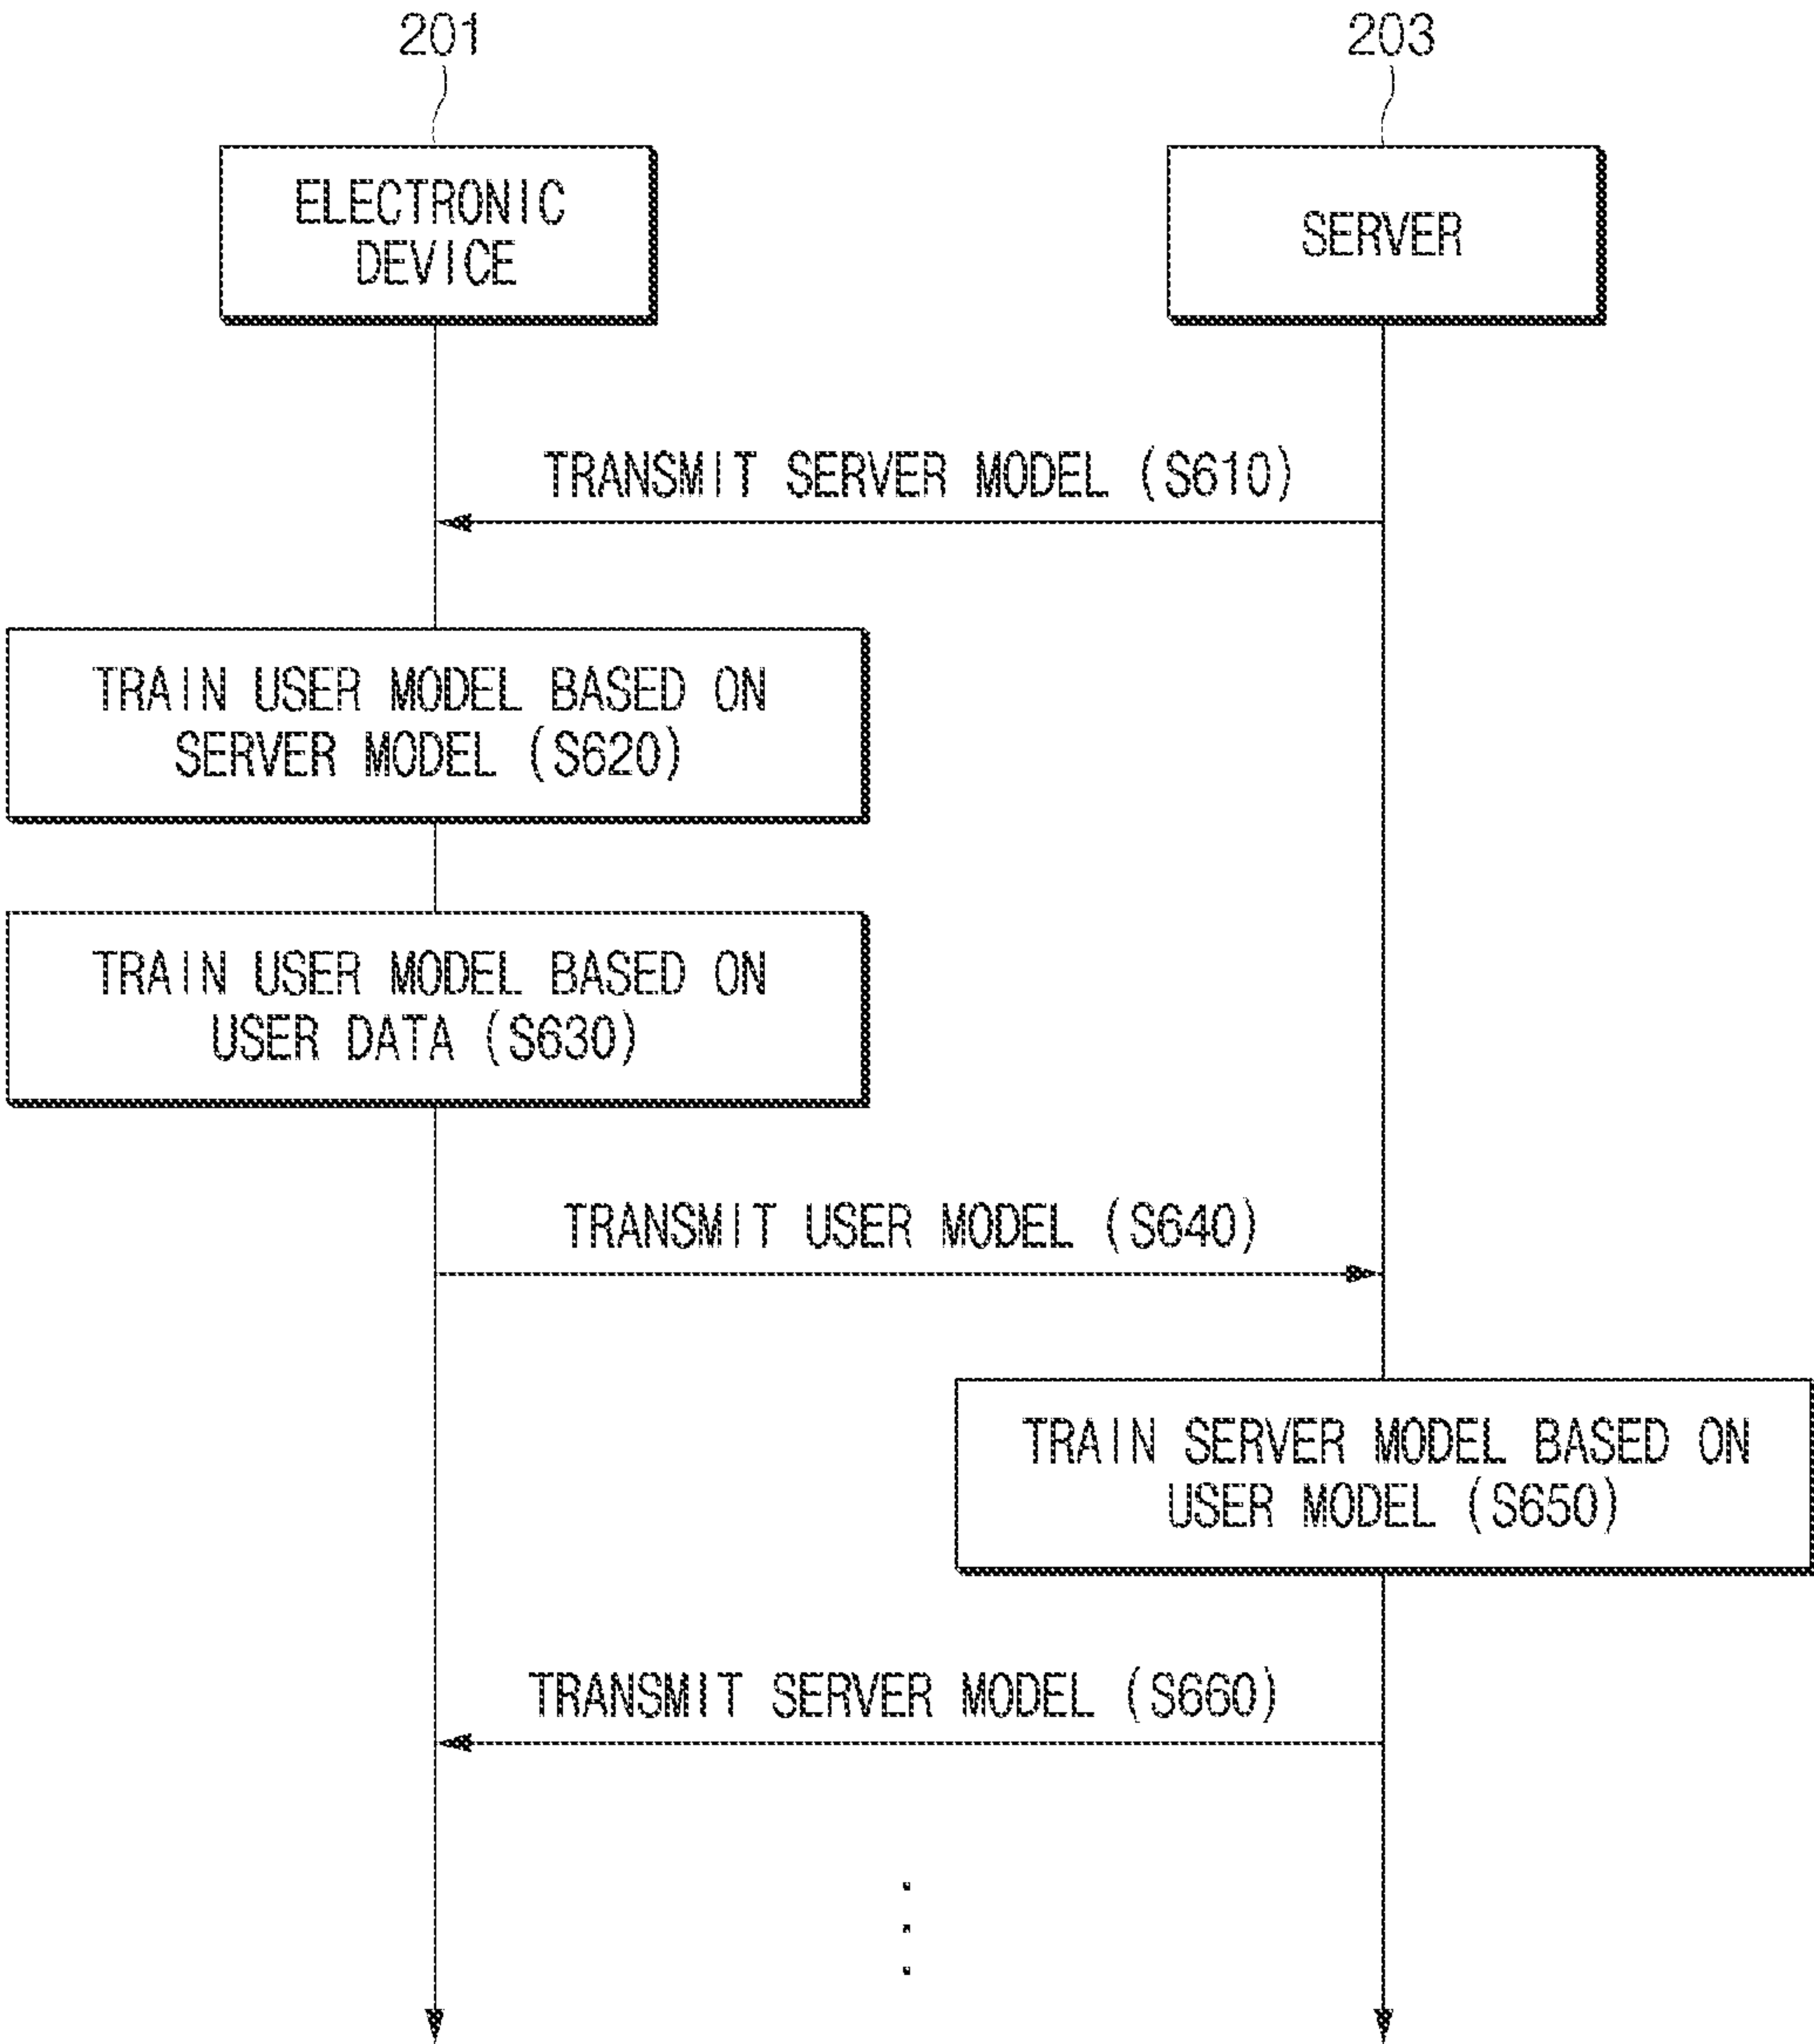 201
203
ELECTRONIC
DEVICE
SERVER
TRANSMIT SERVER MODEL (S610)
TRAIN USER MODEL BASED ON
SERVER MODEL (S620)
TRAIN USER MODEL BASED ON
USER DATA (S630)
TRANSMIT USER MODEL (S640)
TRAIN SERVER MODEL BASED ON
USER MODEL (S650)
TRANSMIT SERVER MODEL (S660)